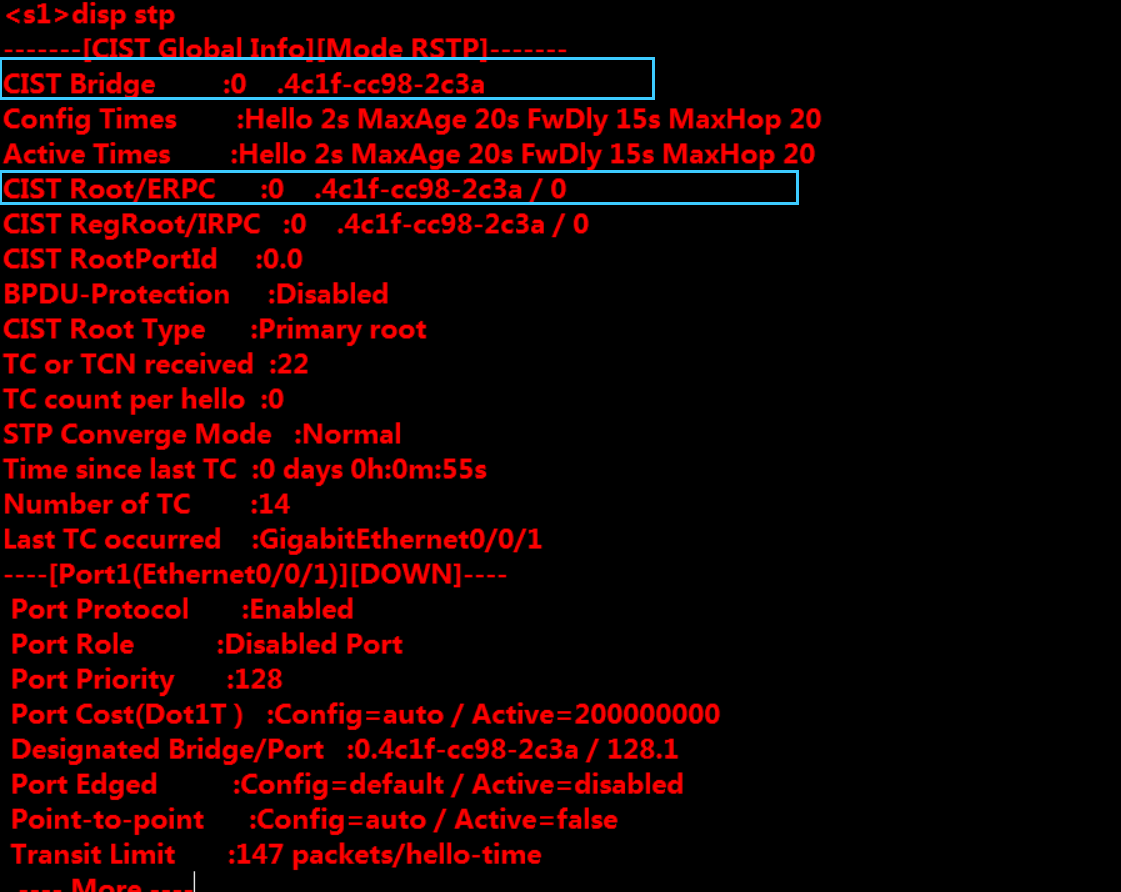 <s1>disp stp
-------[CIST Global Info][Mode RSTP]-------
CIST Bridge         :0    .4c1f-cc98-2c3a
Config Times        :Hello 2s MaxAge 20s FwDly 15s MaxHop 20
Active Times        :Hello 2s MaxAge 20s FwDly 15s MaxHop 20
CIST Root/ERPC      :0    .4c1f-cc98-2c3a / 0
CIST RegRoot/IRPC   :0    .4c1f-cc98-2c3a / 0
CIST RootPortId     :0.0
BPDU-Protection     :Disabled
CIST Root Type      :Primary root
TC or TCN received  :22
TC count per hello  :0
STP Converge Mode   :Normal
Time since last TC  :0 days 0h:0m:55s
Number of TC        :14
Last TC occurred    :GigabitEthernet0/0/1
----[Port1(Ethernet0/0/1)][DOWN]----
Port Protocol       :Enabled
Port Role           :Disabled Port
Port Priority       :128
Port Cost(Dot1T )   :Config=auto / Active=200000000
Designated Bridge/Port   :0.4c1f-cc98-2c3a / 128.1
Port Edged          :Config=default / Active=disabled
Point-to-point      :Config=auto / Active=false
Transit Limit       :147 packets/hello-time
---- More ----